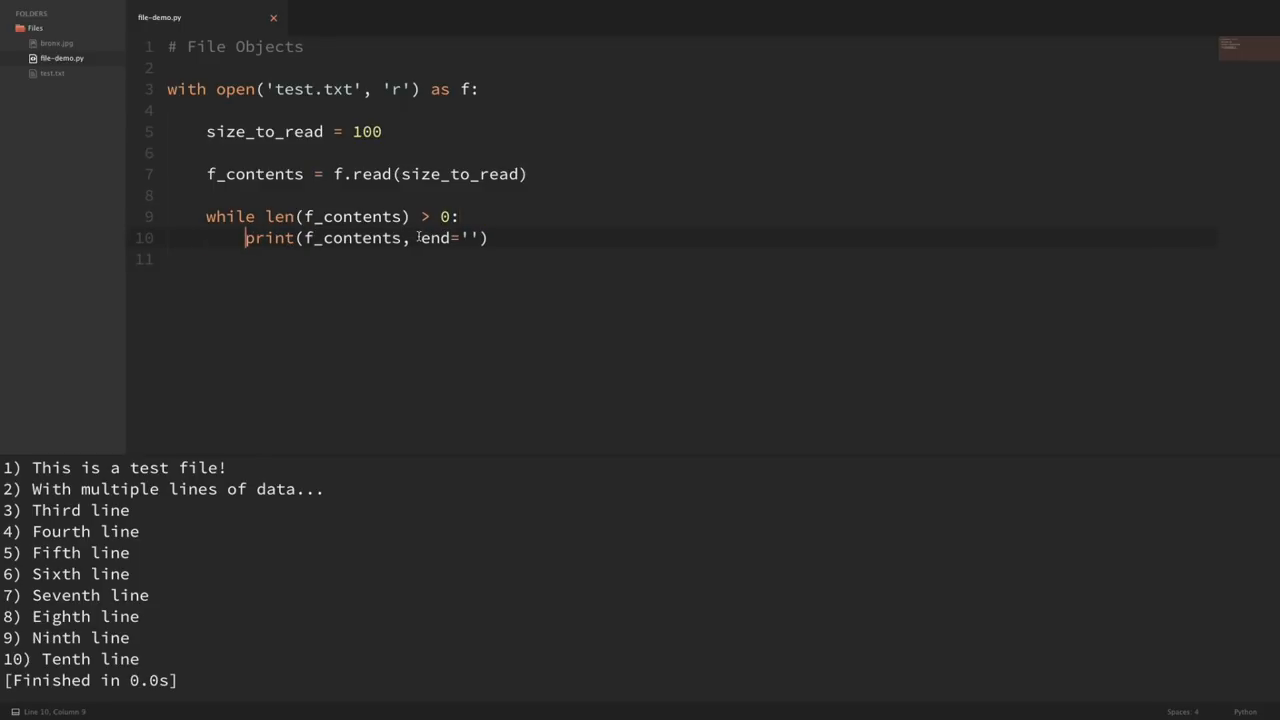 FOLDERS
Files
bronx.jpg
file-demo.py
test.txt
file-demo.py
1 # File Objects
2
3 with open('test.txt', 'r') as f:
4
5     size_to_read = 100
6
7     f_contents = f.read(size_to_read)
8
9     while len(f_contents) > 0:
10         print(f_contents, end='')
11
1) This is a test file!
2) With multiple lines of data...
3) Third line
4) Fourth line
5) Fifth line
6) Sixth line
7) Seventh line
8) Eighth line
9) Ninth line
10) Tenth line
[Finished in 0.0s]
Line 10, Column 9
Spaces: 4
Python